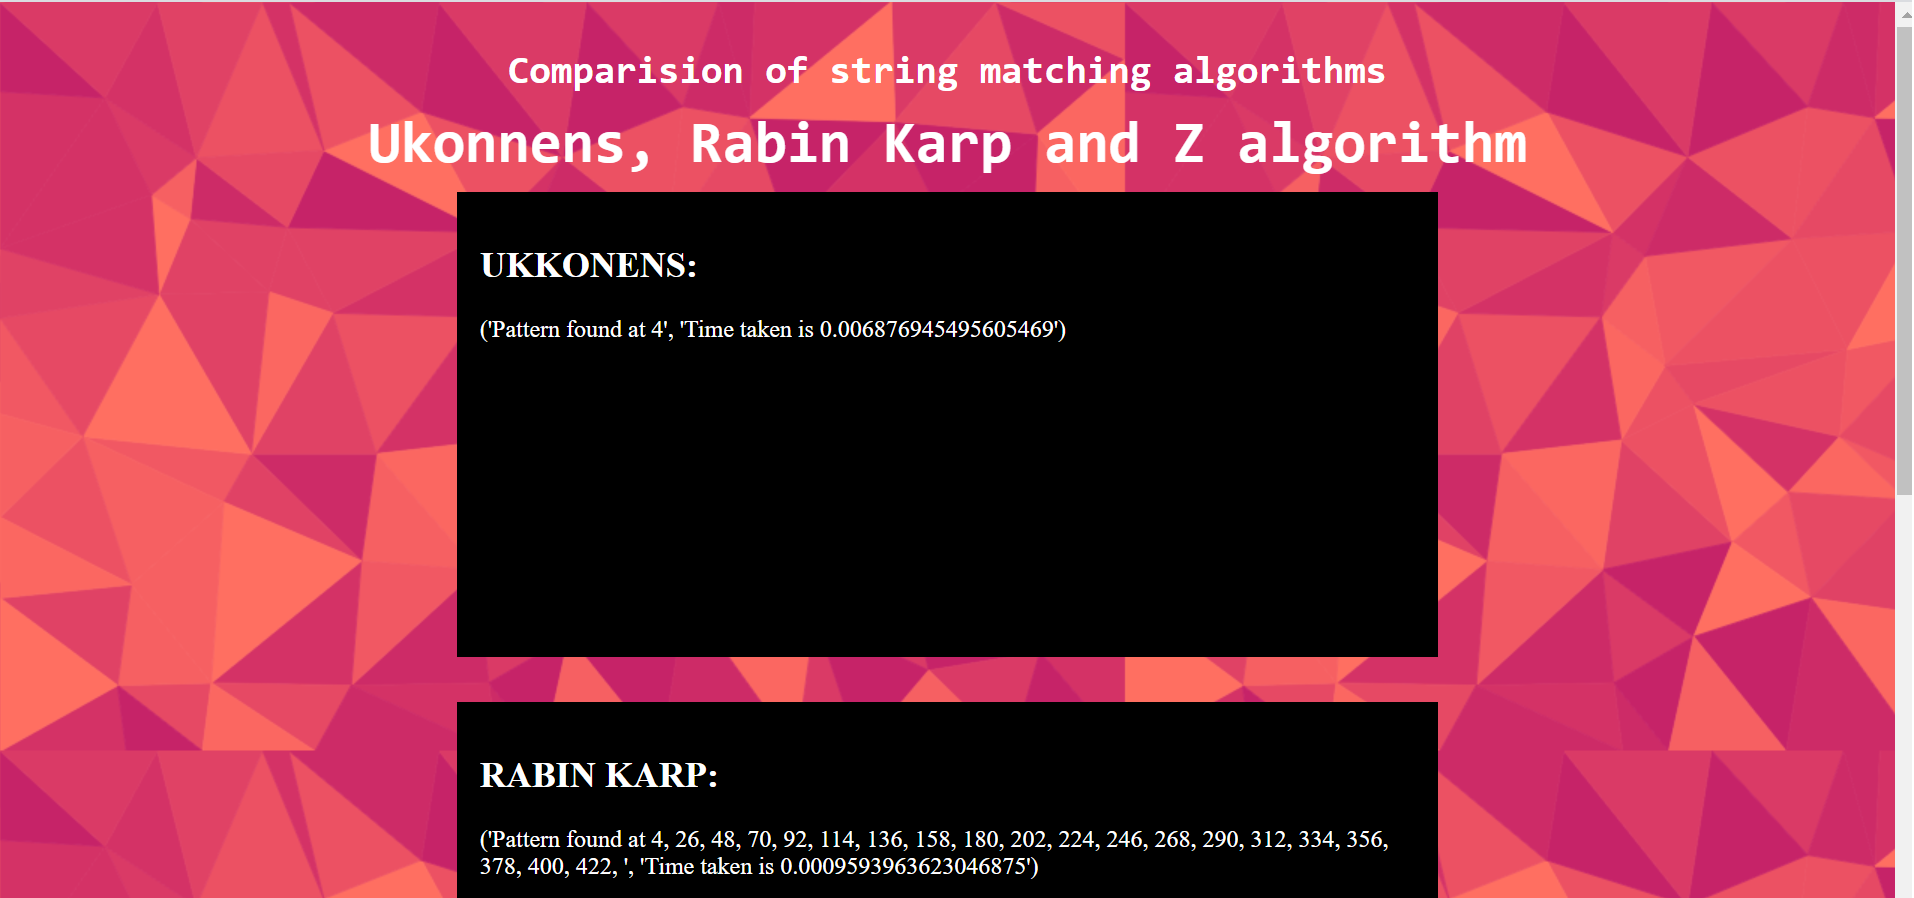 Comparision of string matching algorithms
Ukonnens, Rabin Karp and Z algorithm
UKKONENS:
('Pattern found at 4', 'Time taken is 0.006876945495605469')
RABIN KARP:
('Pattern found at 4, 26, 48, 70, 92, 114, 136, 158, 180, 202, 224, 246, 268, 290, 312, 334, 356,
378, 400, 422, ', 'Time taken is 0.0009593963623046875')